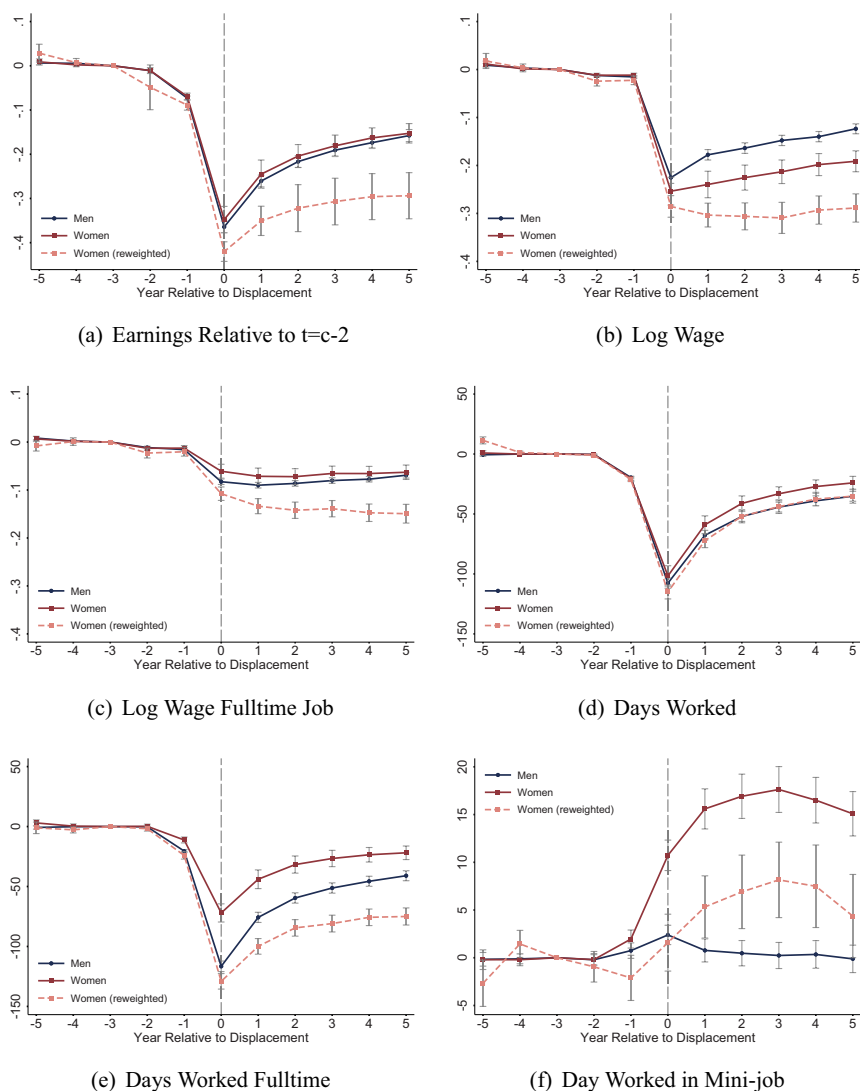 .1
0
-.1
-.2
-.3
-.4
Men
Women
Women (reweighted)
-5 -4 -3 -2 -1 0 1 2 3 4 5
Year Relative to Displacement
(a) Earnings Relative to t=c-2
.1
0
-.1
-.2
-.3
-.4
Men
Women
Women (reweighted)
-5 -4 -3 -2 -1 0 1 2 3 4 5
Year Relative to Displacement
(b) Log Wage
.1
0
-.1
-.2
-.3
-.4
Men
Women
Women (reweighted)
-5 -4 -3 -2 -1 0 1 2 3 4 5
Year Relative to Displacement
(c) Log Wage Fulltime Job
50
0
-50
-100
-150
Men
Women
Women (reweighted)
-5 -4 -3 -2 -1 0 1 2 3 4 5
Year Relative to Displacement
(d) Days Worked
50
0
-50
-100
-150
Men
Women
Women (reweighted)
-5 -4 -3 -2 -1 0 1 2 3 4 5
Year Relative to Displacement
(e) Days Worked Fulltime
20
15
10
5
0
-5
Men
Women
Women (reweighted)
-5 -4 -3 -2 -1 0 1 2 3 4 5
Year Relative to Displacement
(f) Day Worked in Mini-job